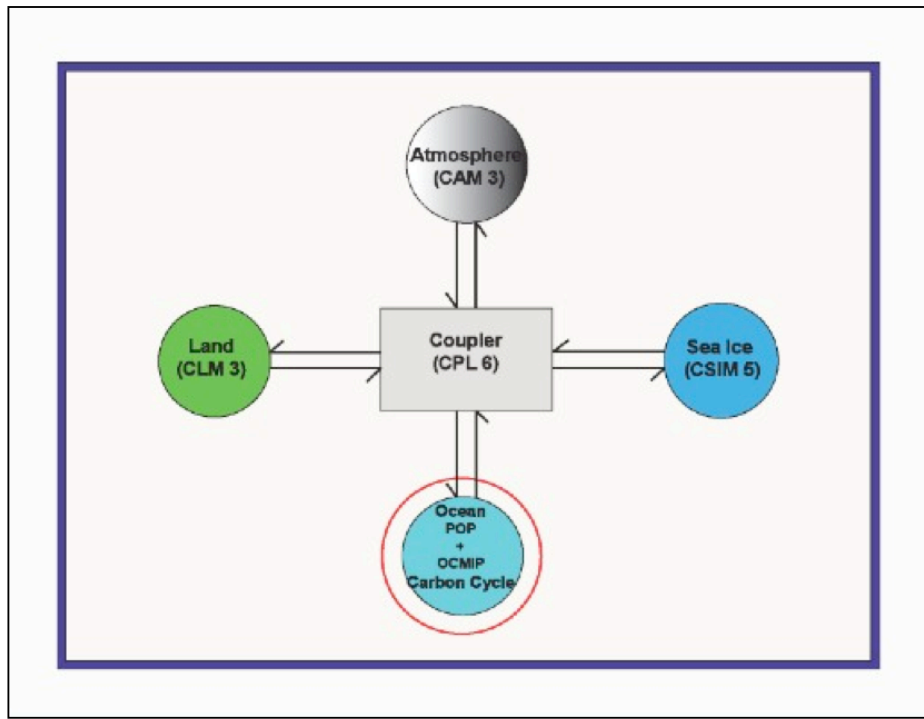 Atmosphere
(CAM 3)
Land
(CLM 3)
Coupler
(CPL 6)
Sea Ice
(CSIM 5)
Ocean
POP
+
OCMIP
Carbon Cycle